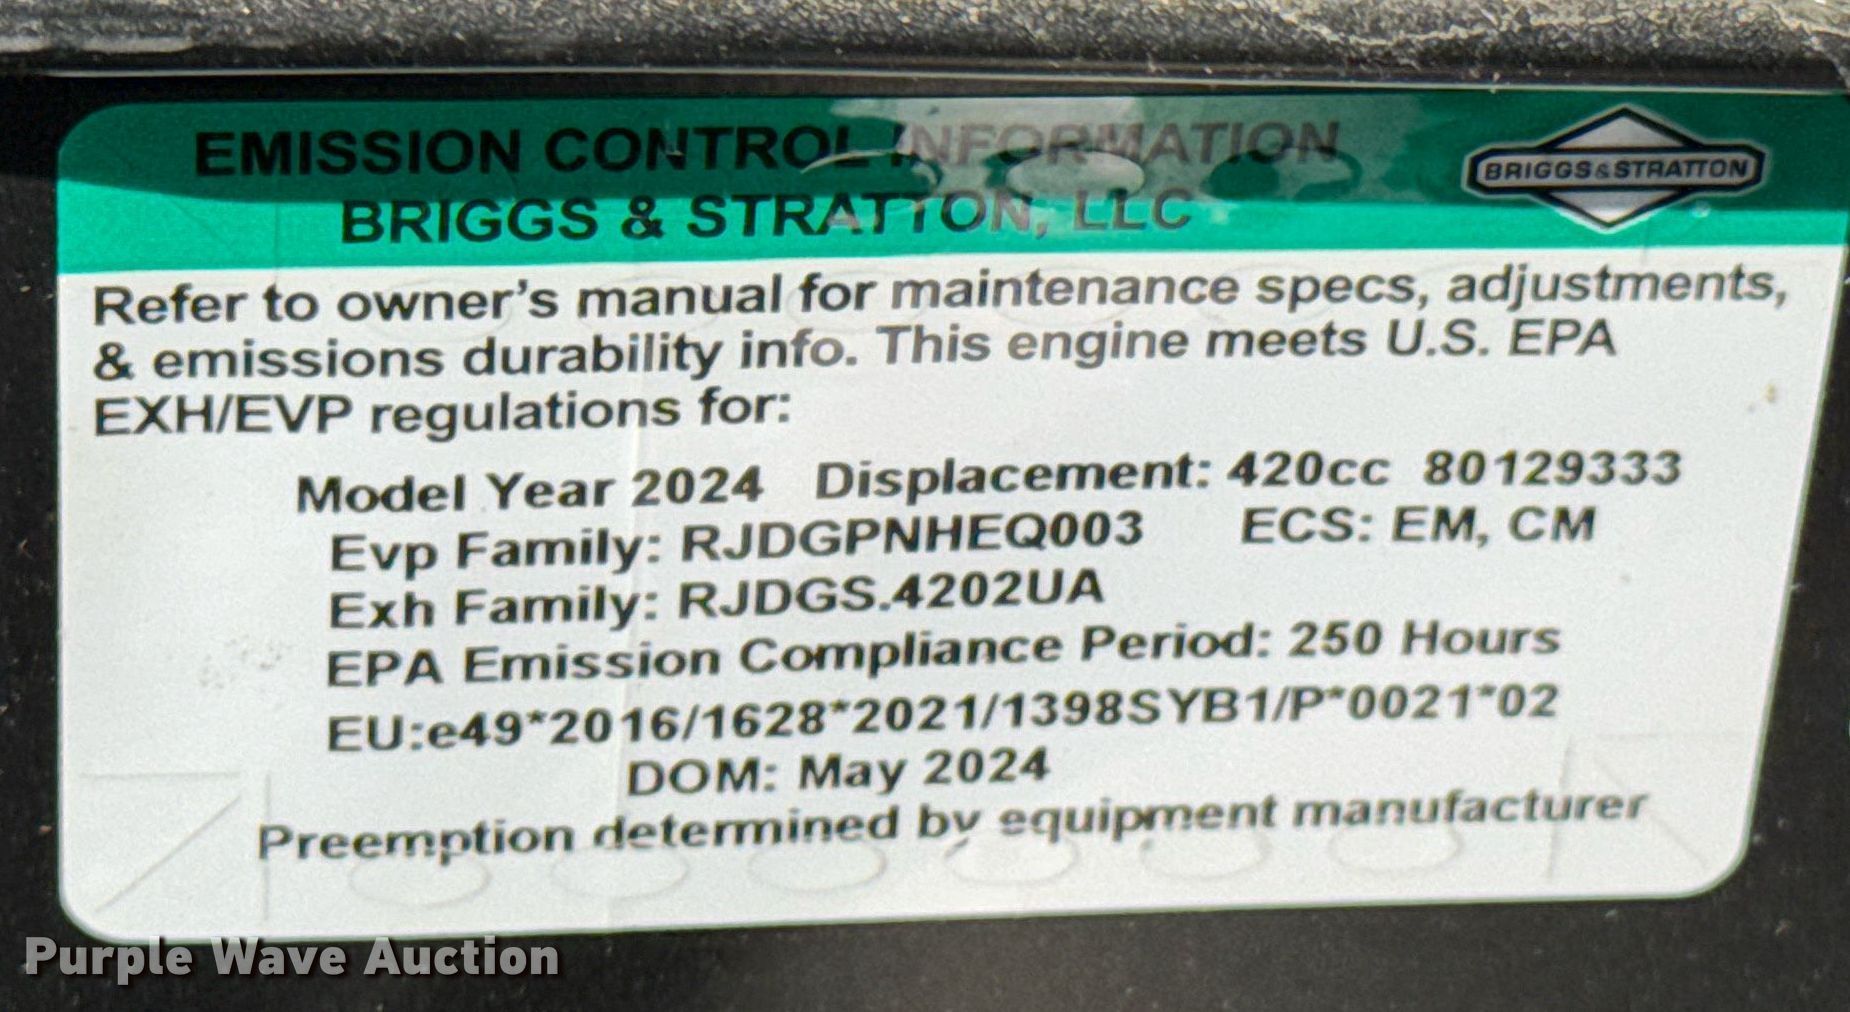 EMISSION CONTROL INFORMATION
BRIGGS & STRATTON, LLC
BRIGGS&STRATTON
Refer to owner's manual for maintenance specs, adjustments,
& emissions durability info. This engine meets U.S. EPA
EXH/EVP regulations for:
Model Year 2024 Displacement: 420cc 80129333
Evp Family: RJDGPNHEQ003 ECS: EM, CM
Exh Family: RJDGS.4202UA
EPA Emission Compliance Period: 250 Hours
EU:e49*2016/1628*2021/1398SYB1/P*0021*02
DOM: May 2024
Preemption determined by equipment manufacturer
Purple Wave Auction